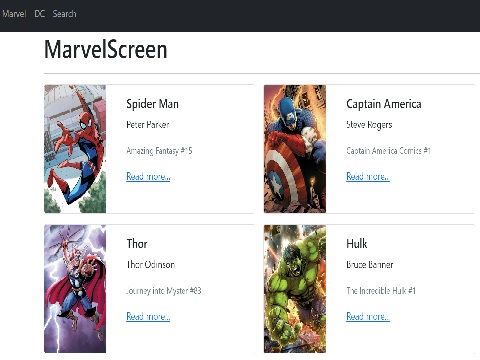 Marvel DC Search
MarvelScreen
Spider Man
Peter Parker
Amazing Fantasy #15
Read more...
Captain America
Steve Rogers
Captain America Comics #1
Read more...
Thor
Thor Odinson
Journey into Myster #83
Read more...
Hulk
Bruce Banner
The Incredible Hulk #1
Read more...